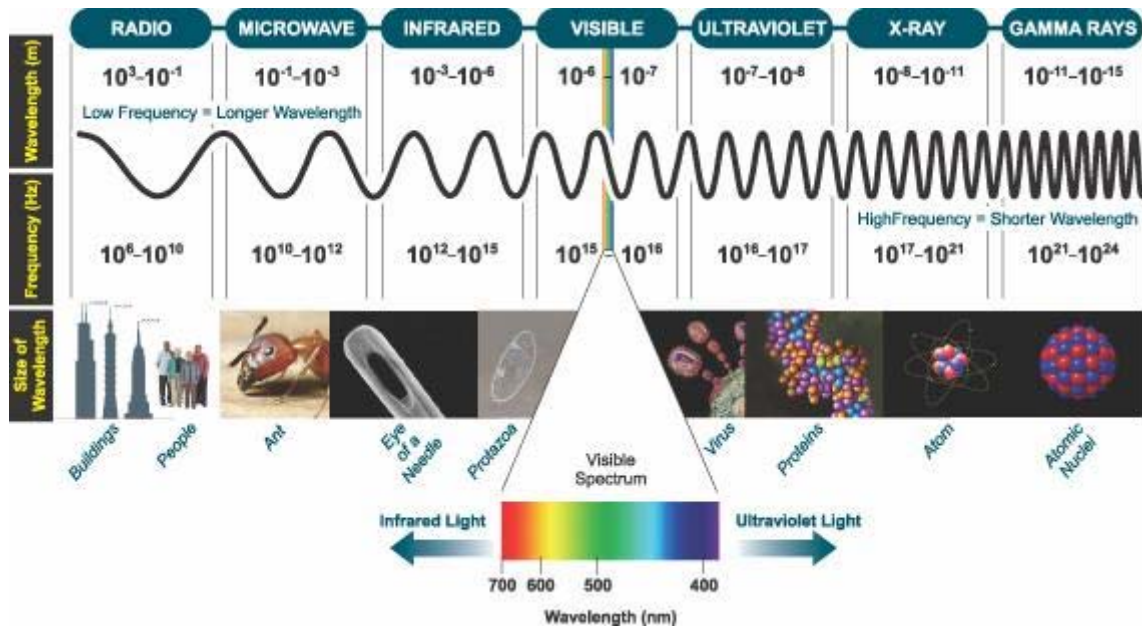 RADIO MICROWAVE INFRARED VISIBLE ULTRAVIOLET X-RAY GAMMA RAYS
Wavelength (m)
10³–10⁻¹ 10⁻¹–10⁻³ 10⁻³–10⁻⁶ 10⁻⁶ – 10⁻⁷ 10⁻⁷–10⁻⁸ 10⁻⁸–10⁻¹¹ 10⁻¹¹–10⁻¹⁵
Low Frequency = Longer Wavelength
HighFrequency = Shorter Wavelength
Frequency (Hz)
10⁶–10¹⁰ 10¹⁰–10¹² 10¹²–10¹⁵ 10¹⁵ – 10¹⁶ 10¹⁶–10¹⁷ 10¹⁷–10²¹ 10²¹–10²⁴
Size of
Wavelength
Buildings
People
Ant
Eye
of a
Needle
Protazoa
Virus
Proteins
Atom
Atomic
Nuclei
Visible
Spectrum
Infrared Light
Ultraviolet Light
700 600 500 400
Wavelength (nm)